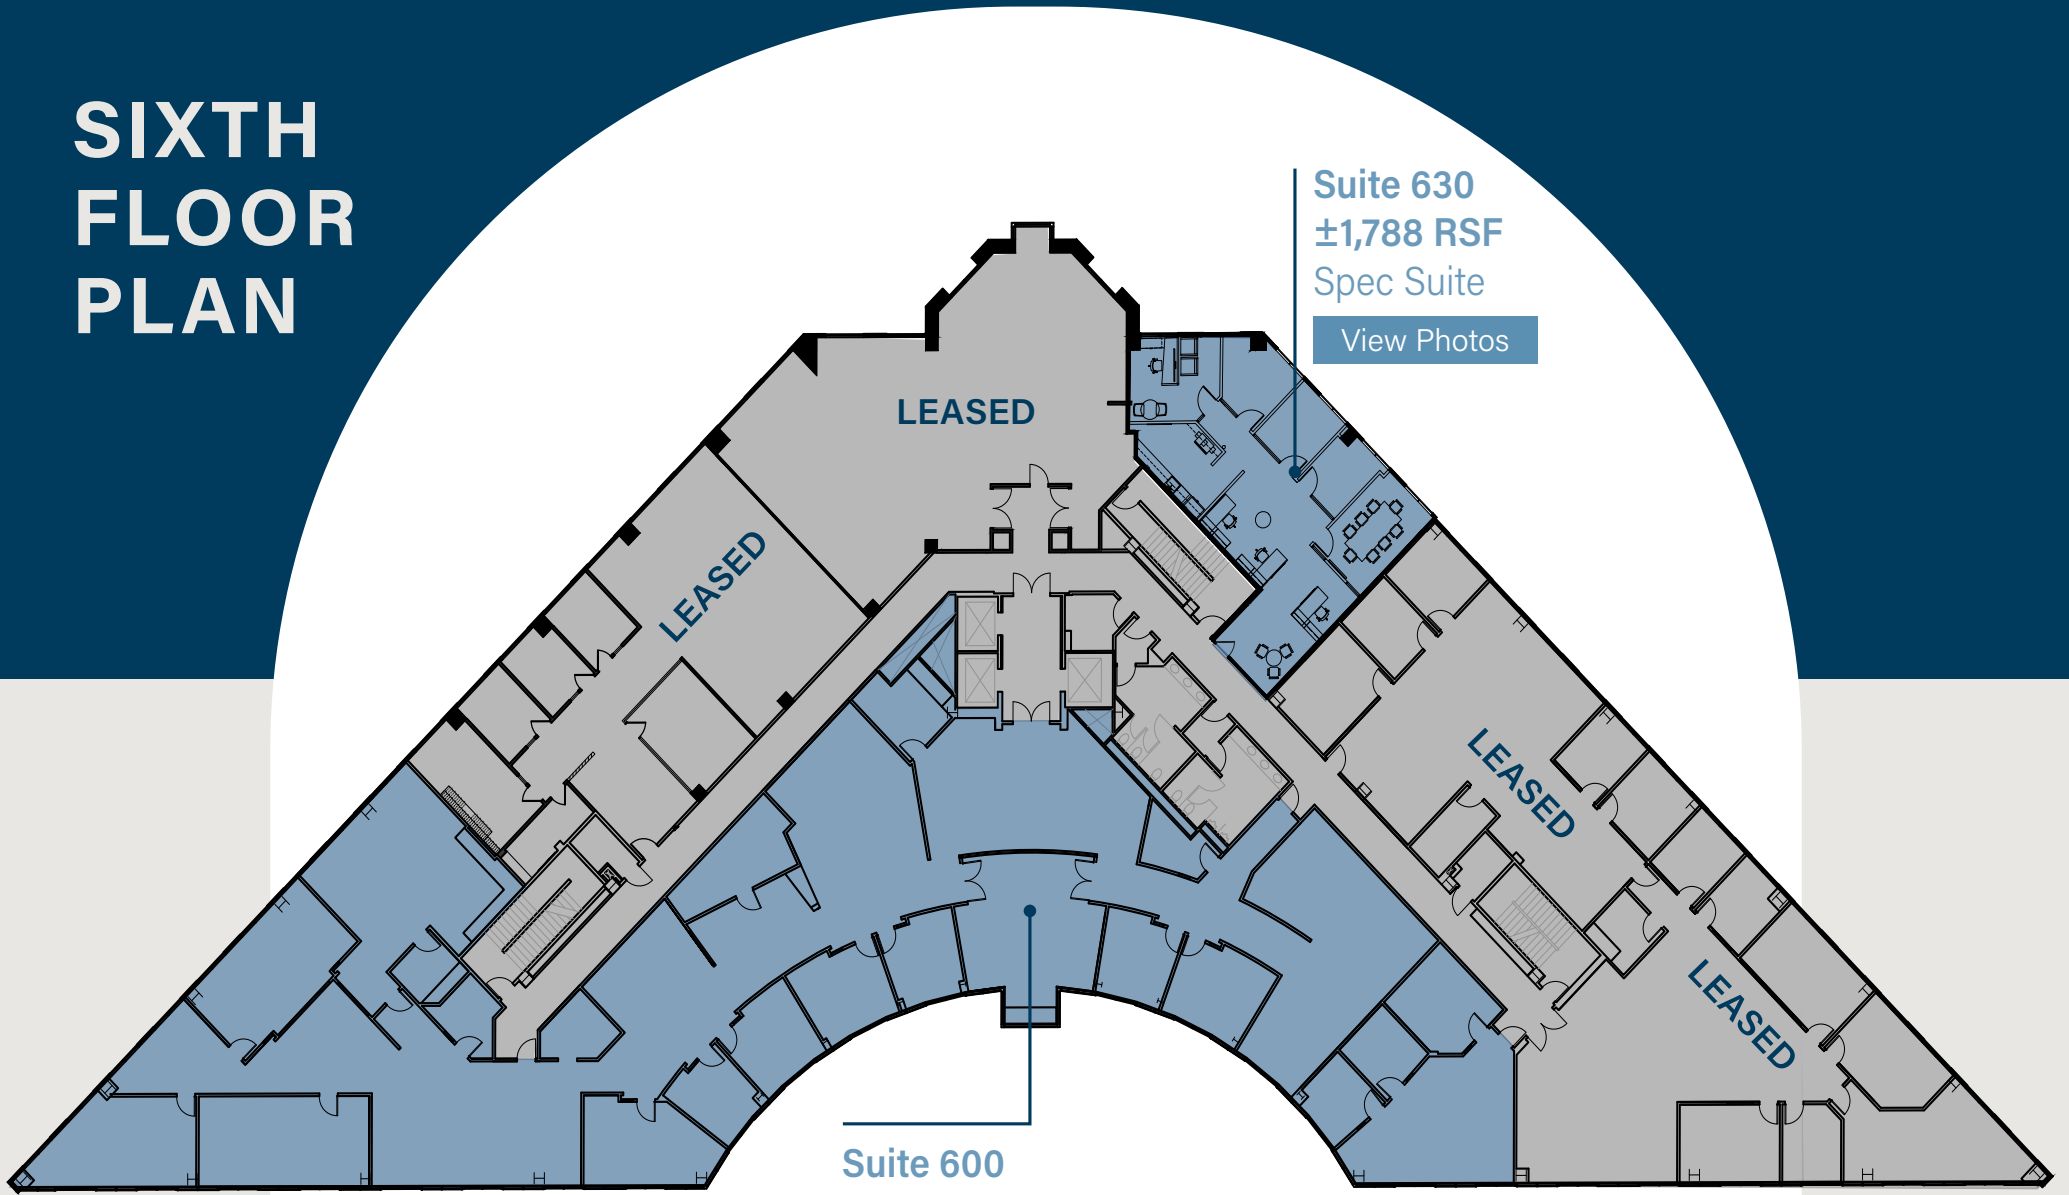 SIXTH
FLOOR
PLAN
Suite 630
±1,788 RSF
Spec Suite
View Photos
LEASED
LEASED
LEASED
LEASED
Suite 600